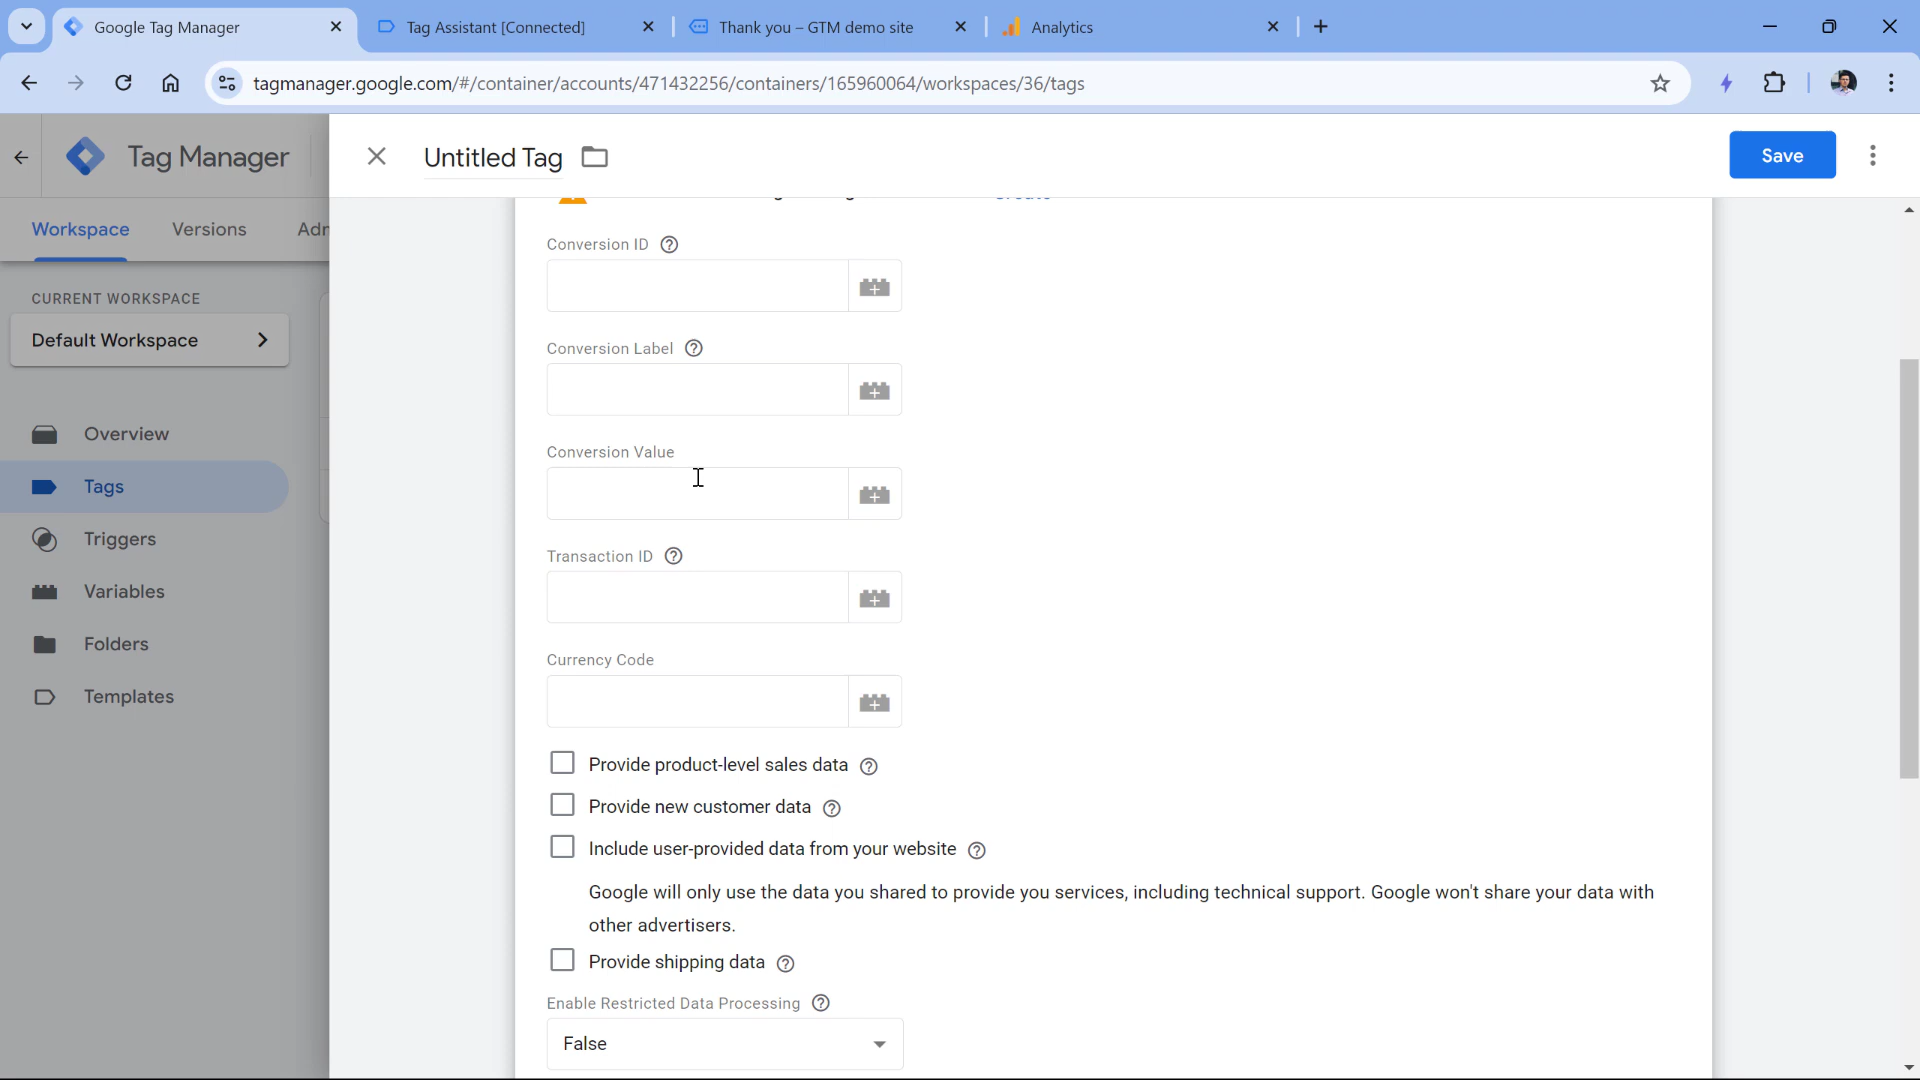 Google Tag Manager
Tag Assistant [Connected]
Thank you – GTM demo site
Analytics
tagmanager.google.com/#/container/accounts/471432256/containers/165960064/workspaces/36/tags
Tag Manager
Untitled Tag
Save
Workspace
Versions
Adr
CURRENT WORKSPACE
Default Workspace
Overview
Tags
Triggers
Variables
Folders
Templates
Conversion ID
Conversion Label
Conversion Value
Transaction ID
Currency Code
Provide product-level sales data
Provide new customer data
Include user-provided data from your website
Google will only use the data you shared to provide you services, including technical support. Google won't share your data with
other advertisers.
Provide shipping data
Enable Restricted Data Processing
False